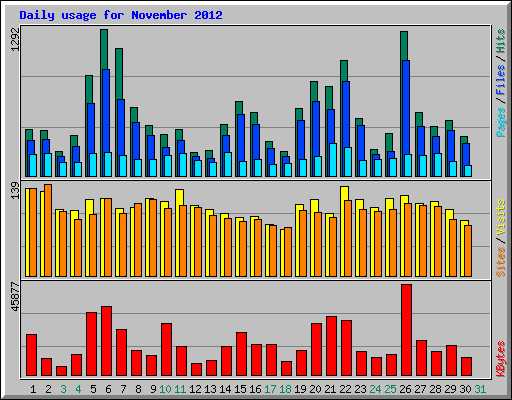 Daily usage for November 2012
1292
Pages / Files / Hits
139
Sites / Visits
45877
KBytes
1 2 3 4 5 6 7 8 9 10 11 12 13 14 15 16 17 18 19 20 21 22 23 24 25 26 27 28 29 30 31